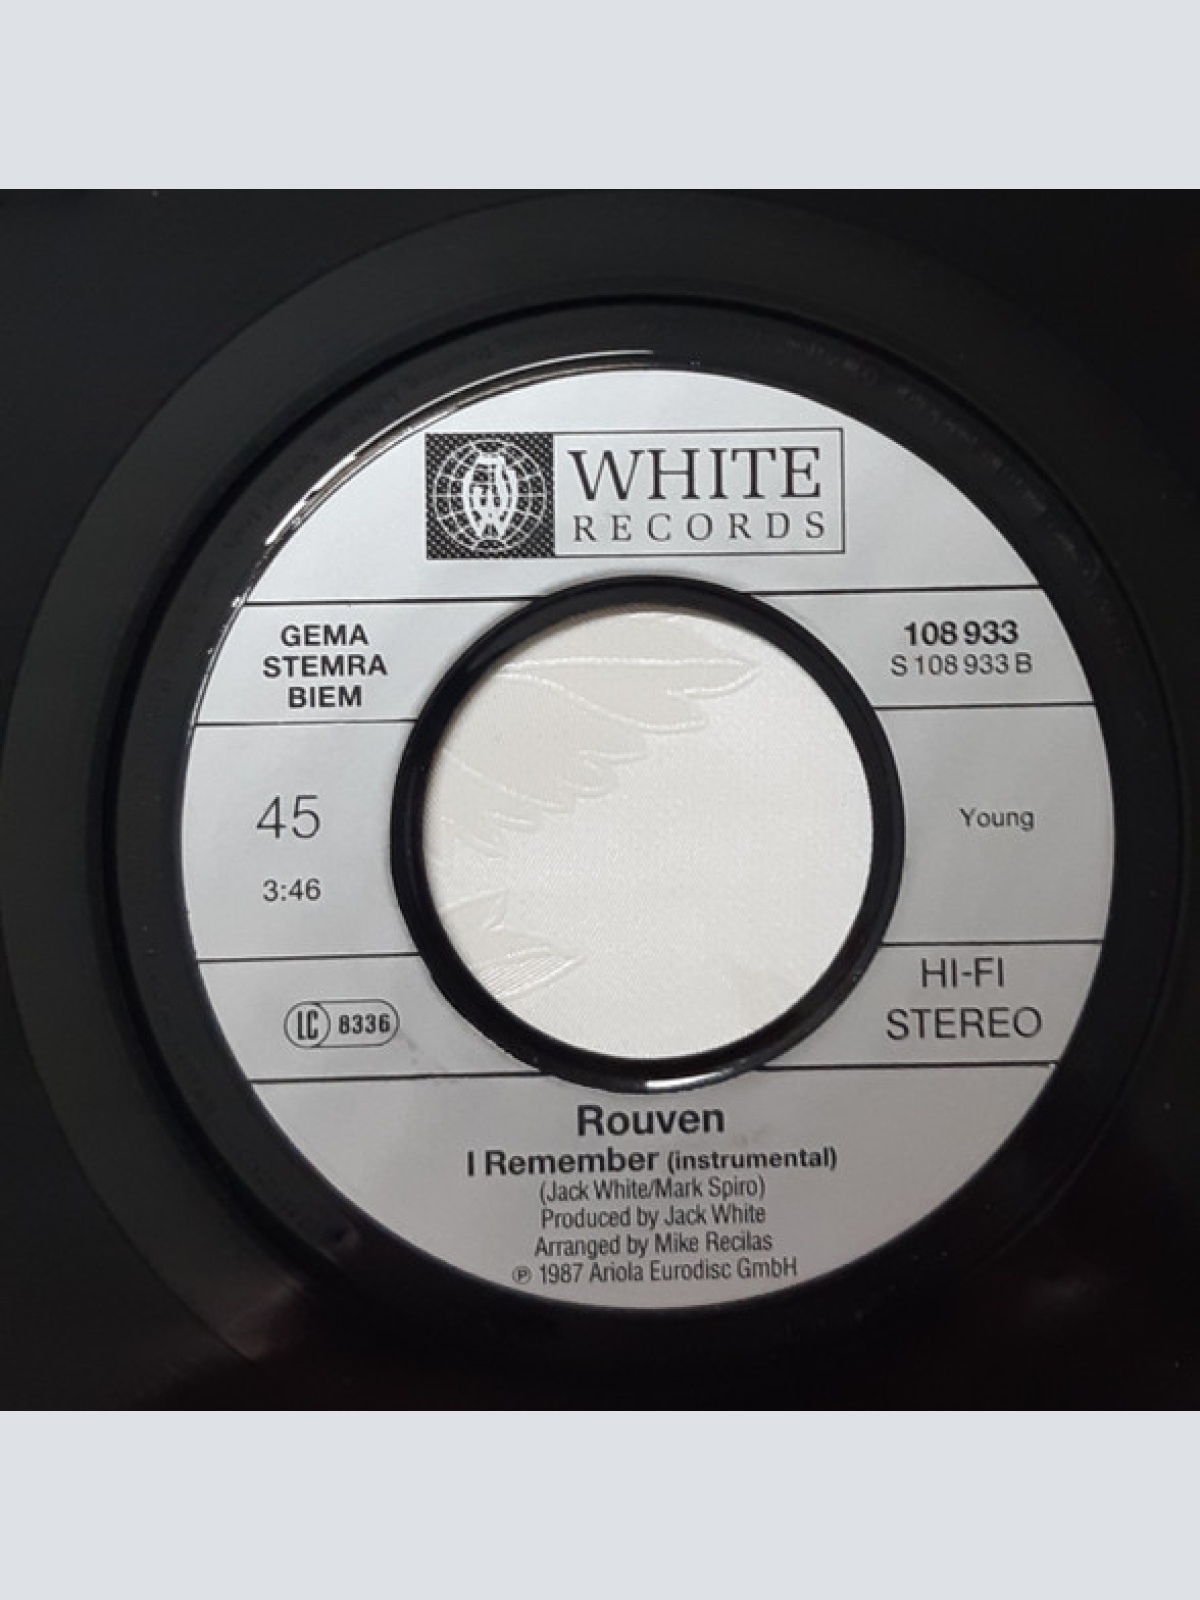 WHITE
RECORDS
GEMA
STEMRA
BIEM
108 933
S 108 933 B
45
3:46
Young
LC 8336
HI-FI
STEREO
Rouven
I Remember (instrumental)
(Jack White/Mark Spiro)
Produced by Jack White
Arranged by Mike Recilas
℗ 1987 Ariola Eurodisc GmbH